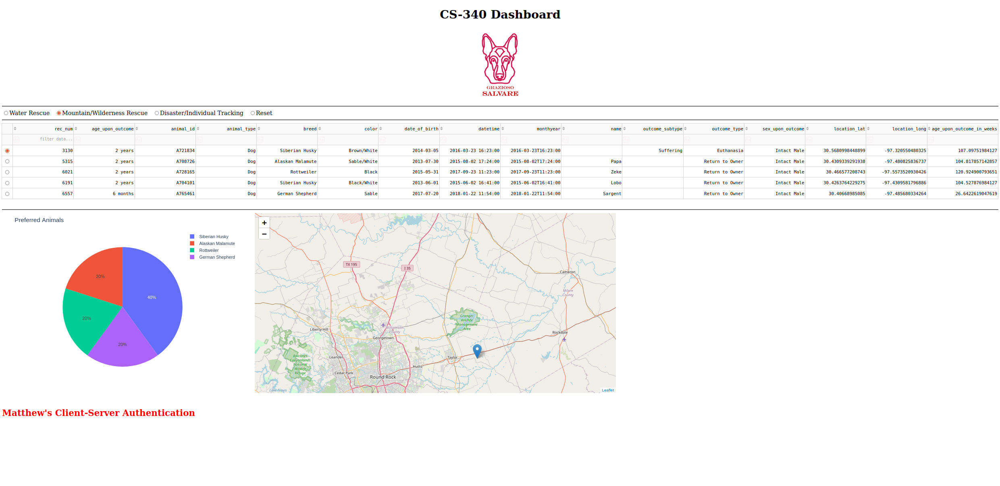 CS-340 Dashboard
GRAZIOSO
SALVARE
Water Rescue Mountain/Wilderness Rescue Disaster/Individual Tracking Reset
rec_num age_upon_outcome animal_id animal_type breed color date_of_birth datetime monthyear name outcome_subtype outcome_type sex_upon_outcome location_lat location_long age_upon_outcome_in_weeks
filter data...
3130 2 years A721834 Dog Siberian Husky Brown/White 2014-03-05 2016-03-23 16:23:00 2016-03-23T16:23:00 Suffering Euthanasia Intact Male 30.5680998448899 -97.320550480325 107.09751984127
5315 2 years A708726 Dog Alaskan Malamute Sable/White 2013-07-30 2015-08-02 17:24:00 2015-08-02T17:24:00 Papa Return to Owner Intact Male 30.4309339291938 -97.480825836737 104.817857142857
6021 2 years A728165 Dog Rottweiler Black 2015-05-31 2017-09-23 11:23:00 2017-09-23T11:23:00 Zeke Return to Owner Intact Male 30.466577208743 -97.5573520930426 120.924900793651
6191 2 years A704101 Dog Siberian Husky Black/White 2013-06-01 2015-06-02 16:41:00 2015-06-02T16:41:00 Lobo Return to Owner Intact Male 30.4263764229275 -97.4309581796886 104.527876984127
6557 6 months A765461 Dog German Shepherd Sable 2017-07-20 2018-01-22 11:54:00 2018-01-22T11:54:00 Sargent Return to Owner Intact Male 30.40668985085 -97.485680334264 26.6422619047619
Preferred Animals
Siberian Husky
Alaskan Malamute
Rottweiler
German Shepherd
20%
40%
20%
20%
+
−
TX 195
I 35
Cameron
Milam
County
Granger
Wildlife
Management
Area
Liberty Hill
Williamson
County
Georgetown
Rockdale
Leander
Taylor
Balcones
Canyonlands
National
Wildlife
Refuge
Hutto
Cedar Park
Round Rock
Lake Travis
Leaflet
Matthew's Client-Server Authentication